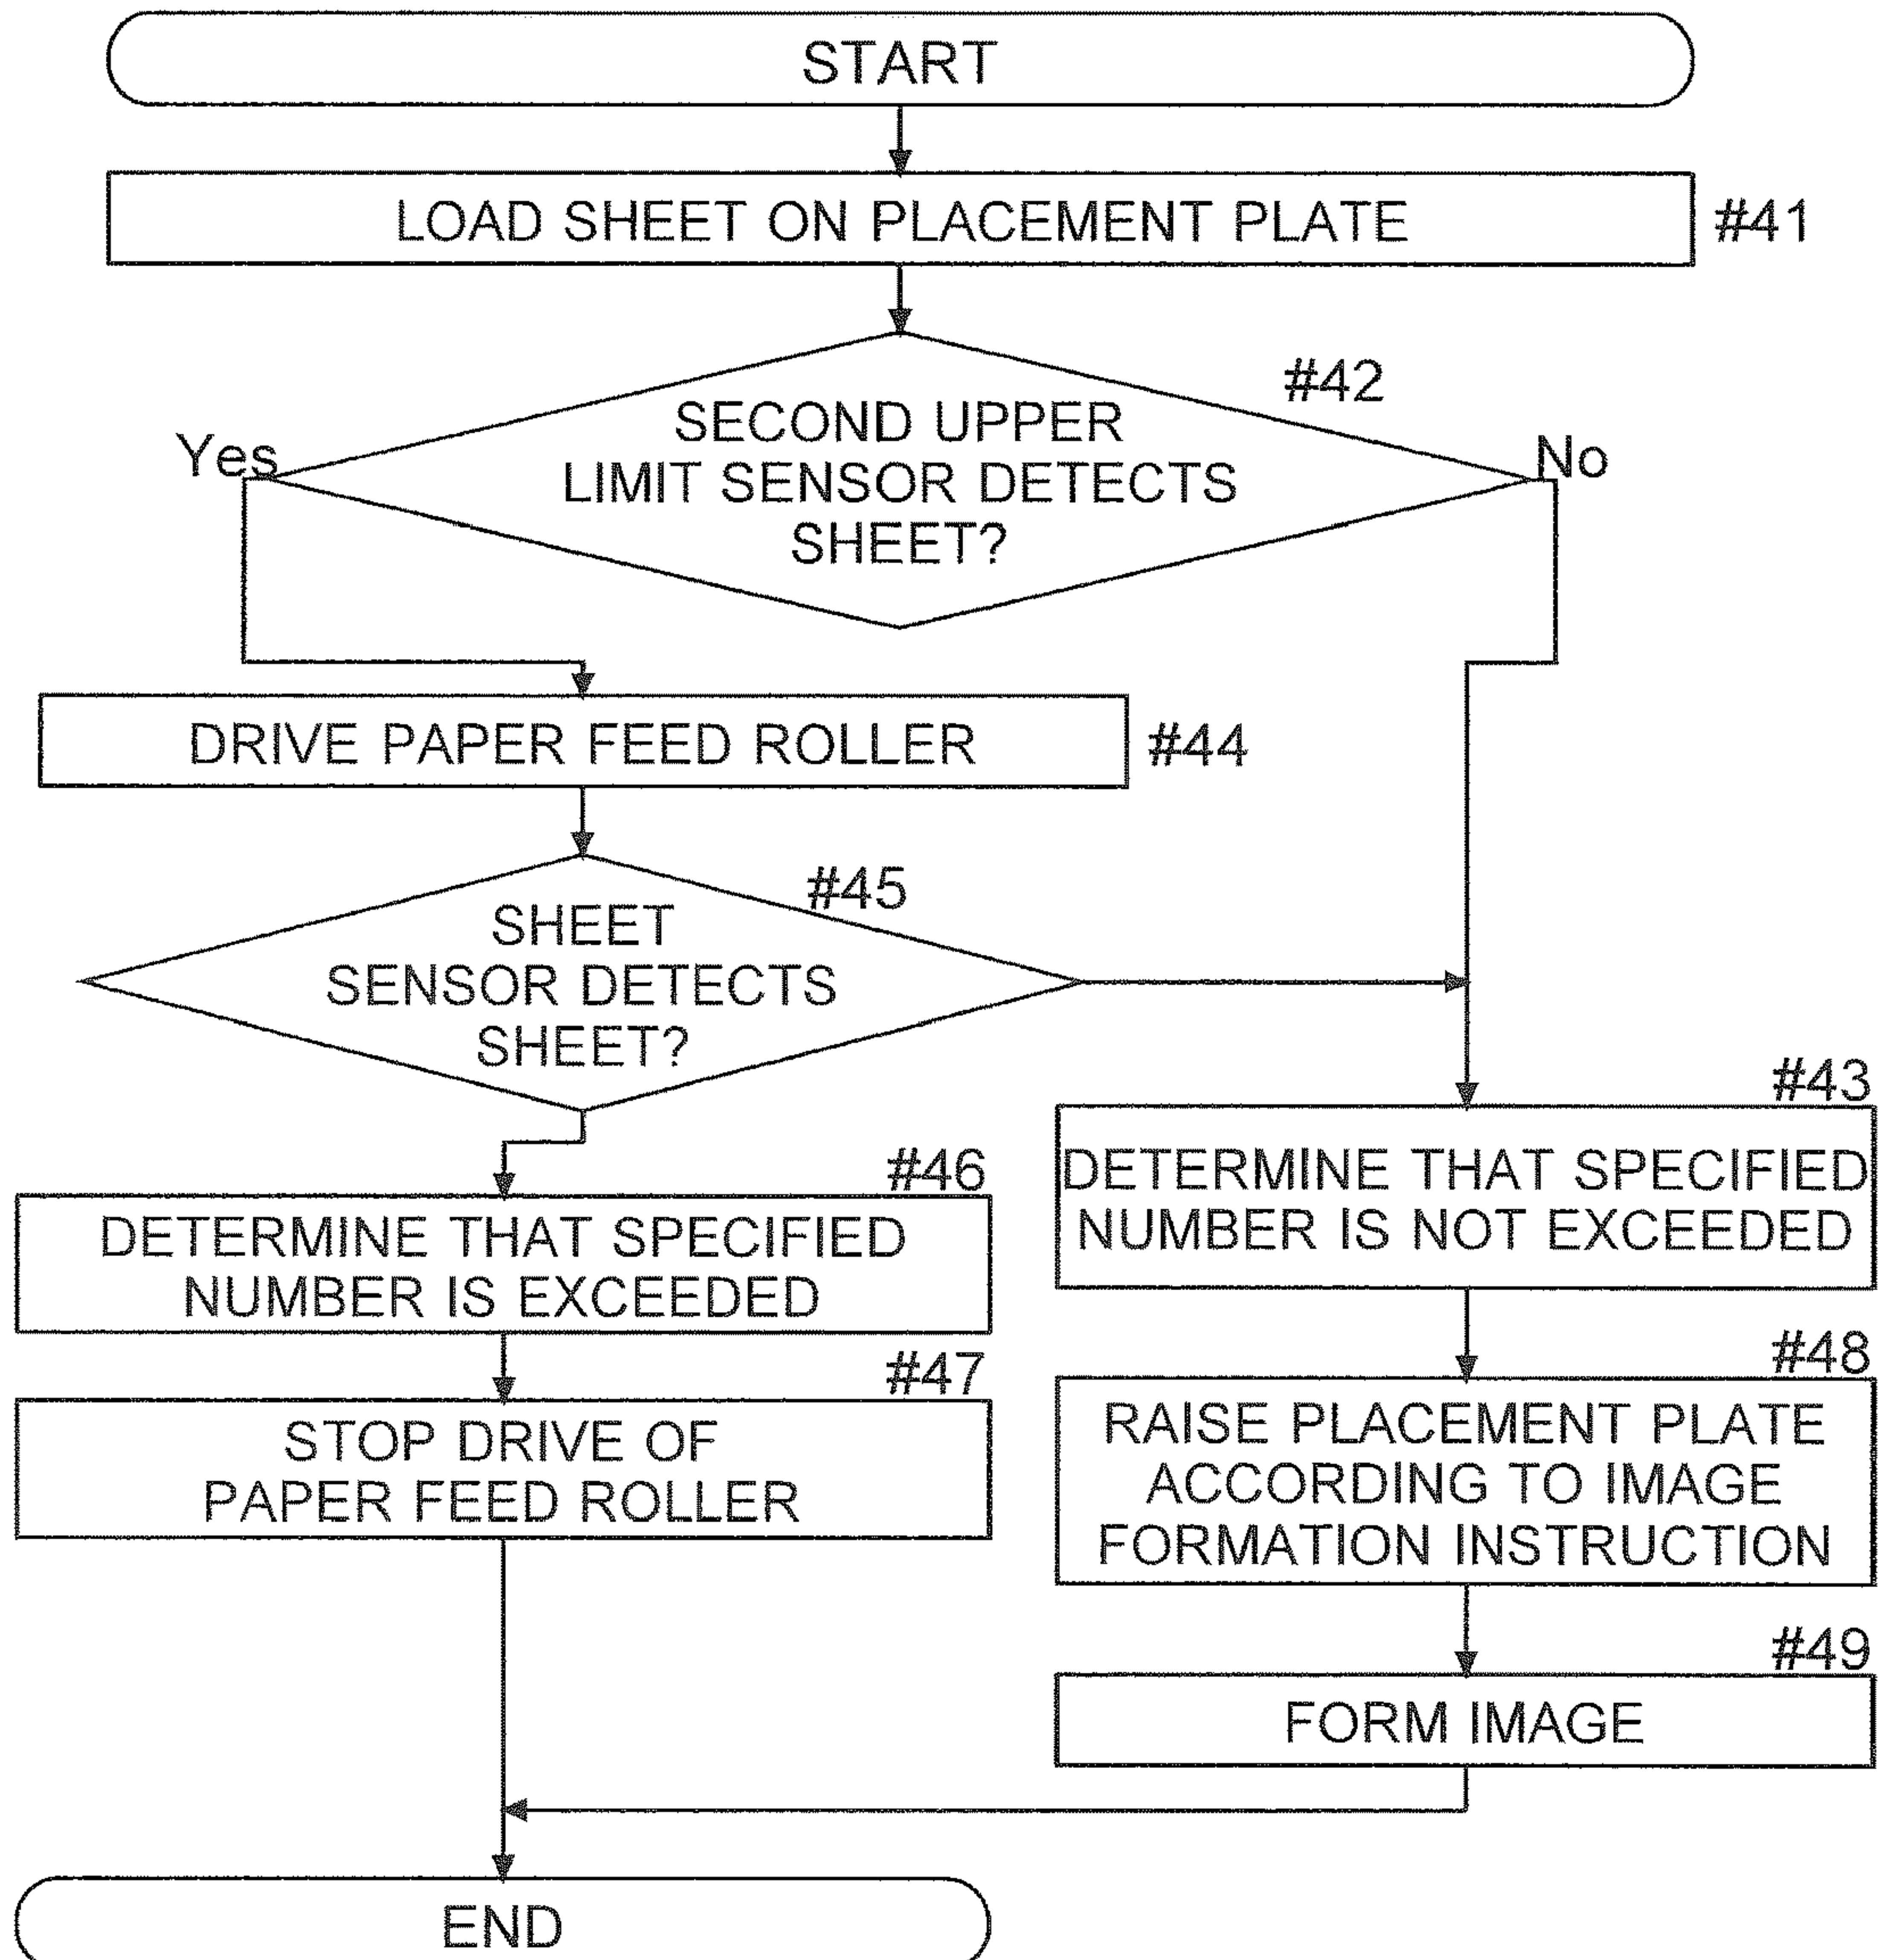 START
LOAD SHEET ON PLACEMENT PLATE
#41
#42
SECOND UPPER
LIMIT SENSOR DETECTS
SHEET?
Yes
No
DRIVE PAPER FEED ROLLER
#44
#45
SHEET
SENSOR DETECTS
SHEET?
#46
DETERMINE THAT SPECIFIED
NUMBER IS EXCEEDED
#47
STOP DRIVE OF
PAPER FEED ROLLER
#43
DETERMINE THAT SPECIFIED
NUMBER IS NOT EXCEEDED
#48
RAISE PLACEMENT PLATE
ACCORDING TO IMAGE
FORMATION INSTRUCTION
#49
FORM IMAGE
END